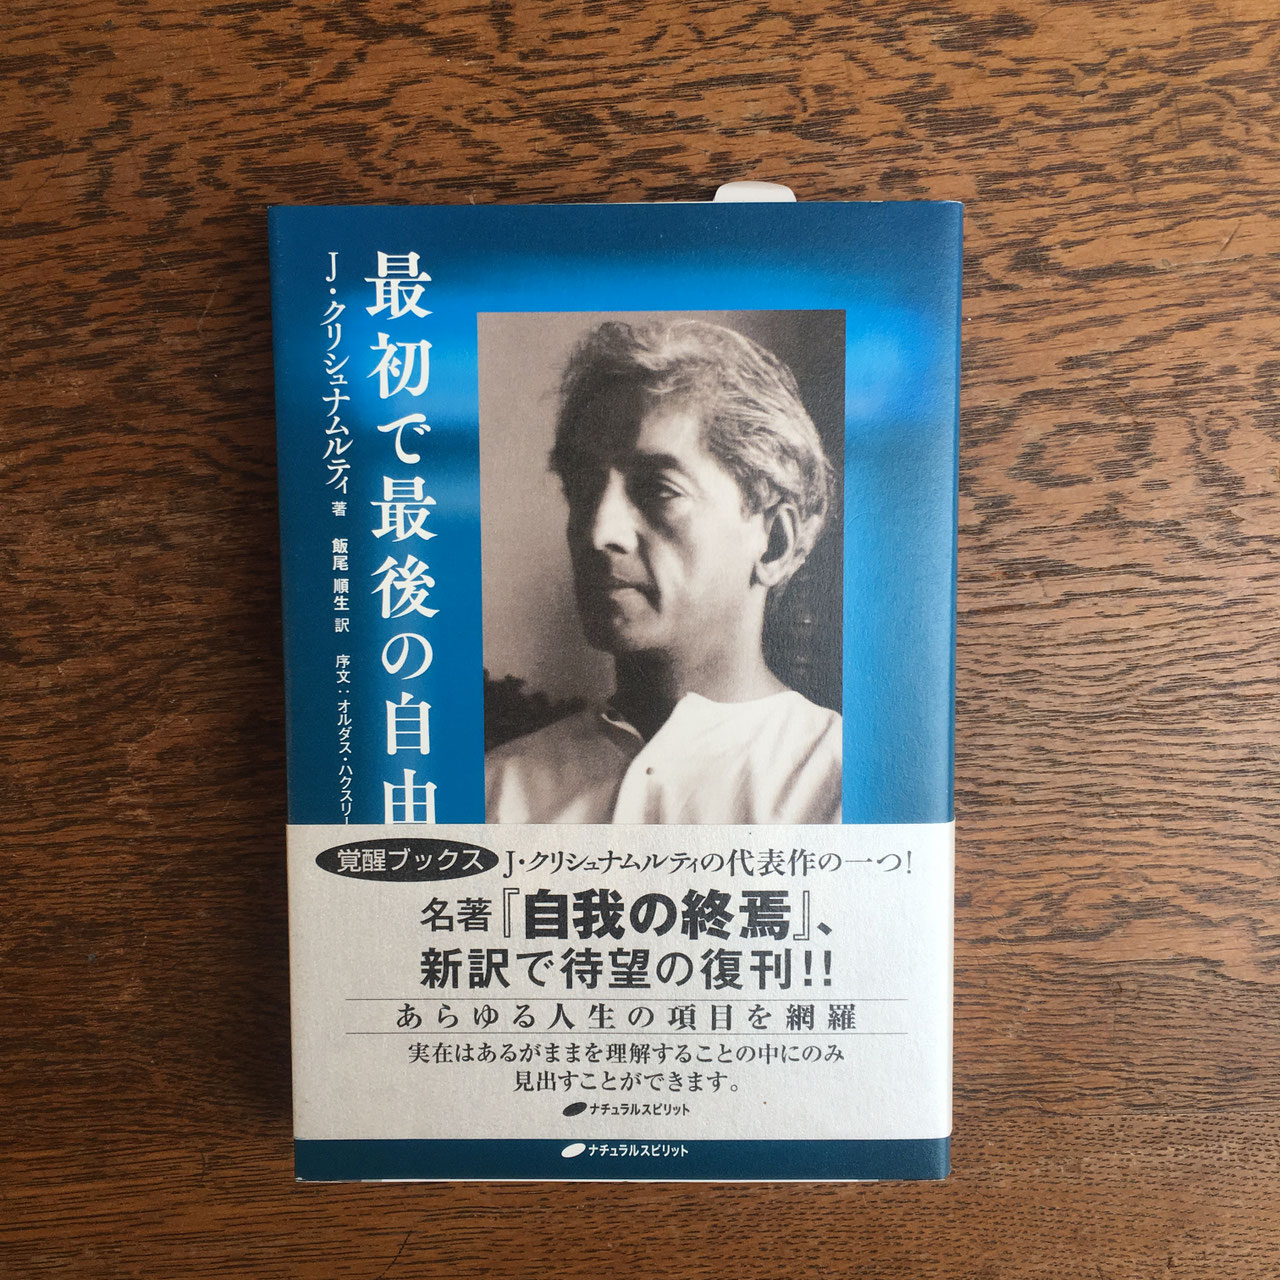 最初で最後の自由
J・クリシュナムルティ 著 飯尾 順生 訳 序文：オルダス・ハクスリー
覚醒ブックス
J・クリシュナムルティの代表作の一つ！
名著『自我の終焉』、
新訳で待望の復刊！！
あらゆる人生の項目を網羅
実在はあるがままを理解することの中にのみ
見出すことができます。
ナチュラルスピリット
ナチュラルスピリット